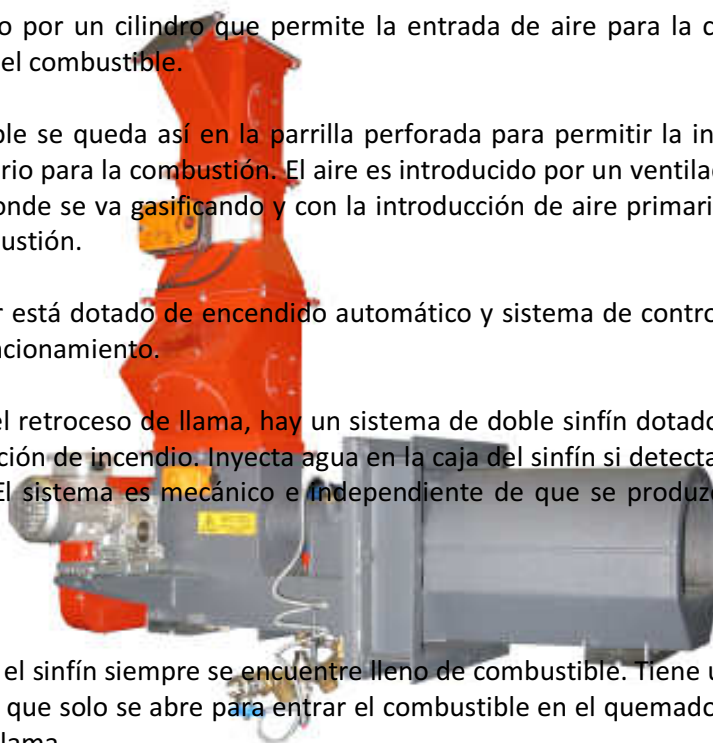 o por un cilindro que permite la entrada de aire para la c
el combustible.
ble se queda así en la parrilla perforada para permitir la in
rio para la combustión. El aire es introducido por un ventila
onde se va gasificando y con la introducción de aire primari
ustión.
r está dotado de encendido automático y sistema de contro
ncionamiento.
el retroceso de llama, hay un sistema de doble sinfín dotado
ción de incendio. Inyecta agua en la caja del sinfín si detecta
El sistema es mecánico e independiente de que se produz
el sinfín siempre se encuentre lleno de combustible. Tiene u
que solo se abre para entrar el combustible en el quemado
llama